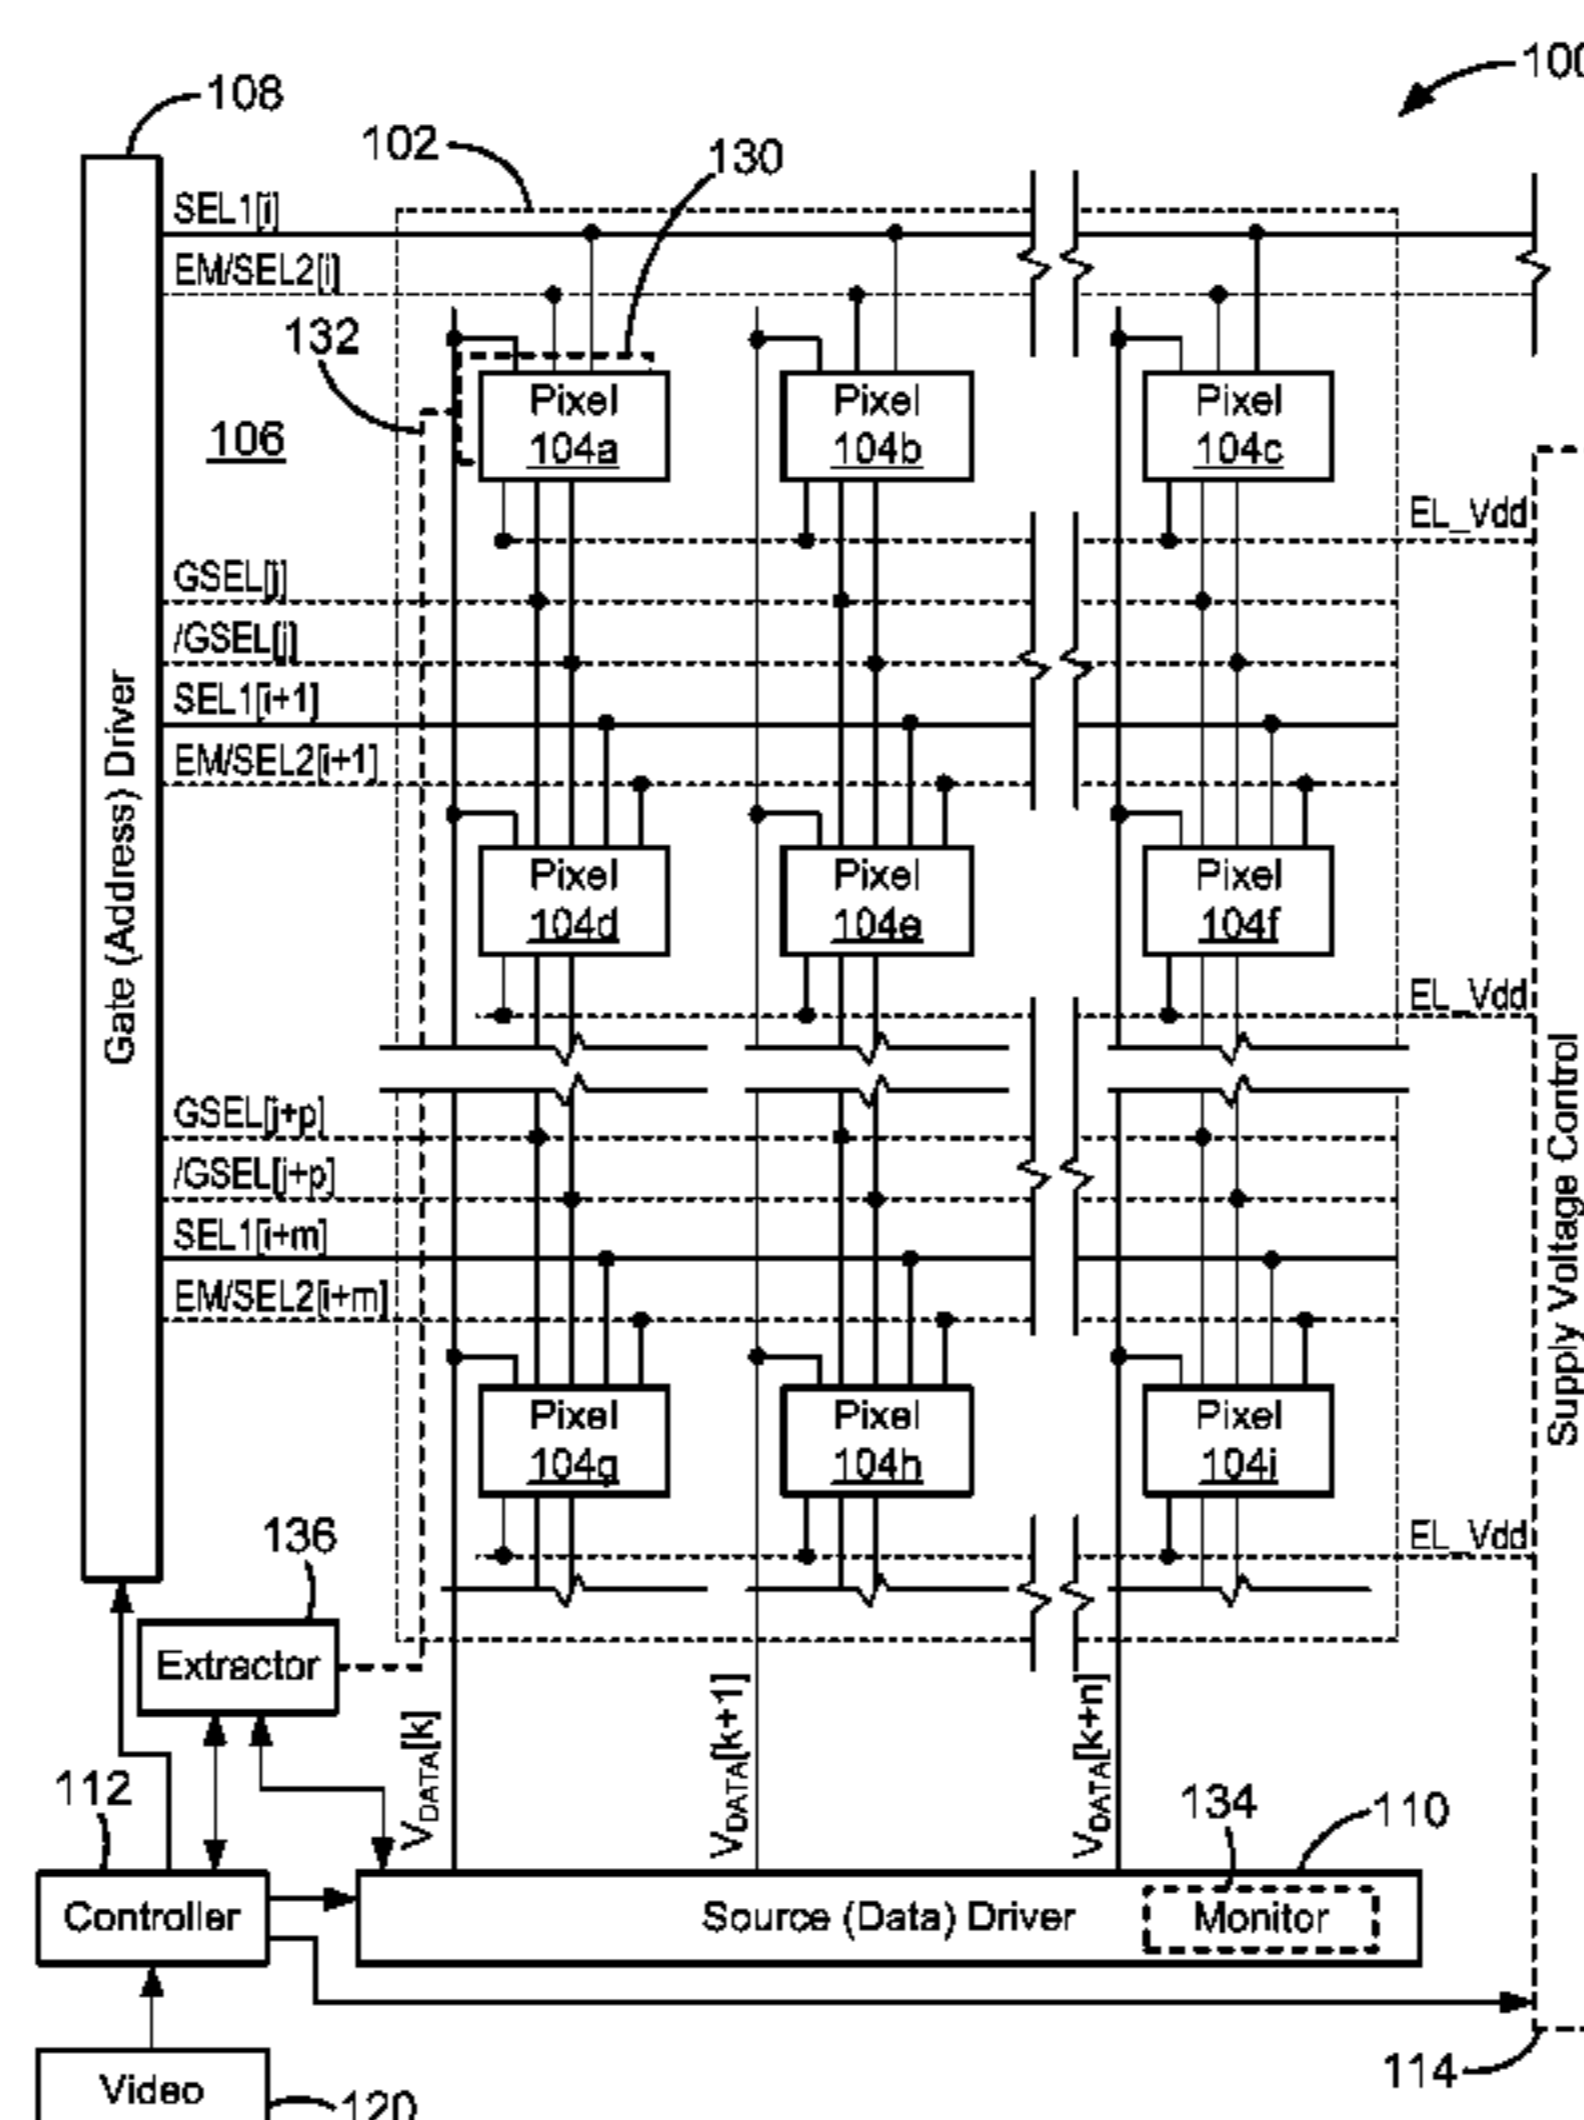 100
108
102
130
SEL1[i]
EM/SEL2[i]
132
106
Pixel
104a
Pixel
104b
Pixel
104c
EL_Vdd
GSEL[j]
/GSEL[j]
SEL1[i+1]
EM/SEL2[i+1]
Gate (Address) Driver
Pixel
104d
Pixel
104e
Pixel
104f
EL_Vdd
Supply Voltage Control
GSEL[j+p]
/GSEL[j+p]
SEL1[i+m]
EM/SEL2[i+m]
Pixel
104g
Pixel
104h
Pixel
104i
EL_Vdd
136
Extractor
VDATA[k]
VDATA[k+1]
VDATA[k+n]
112
134
110
Controller
Source (Data) Driver
Monitor
114
Video
120